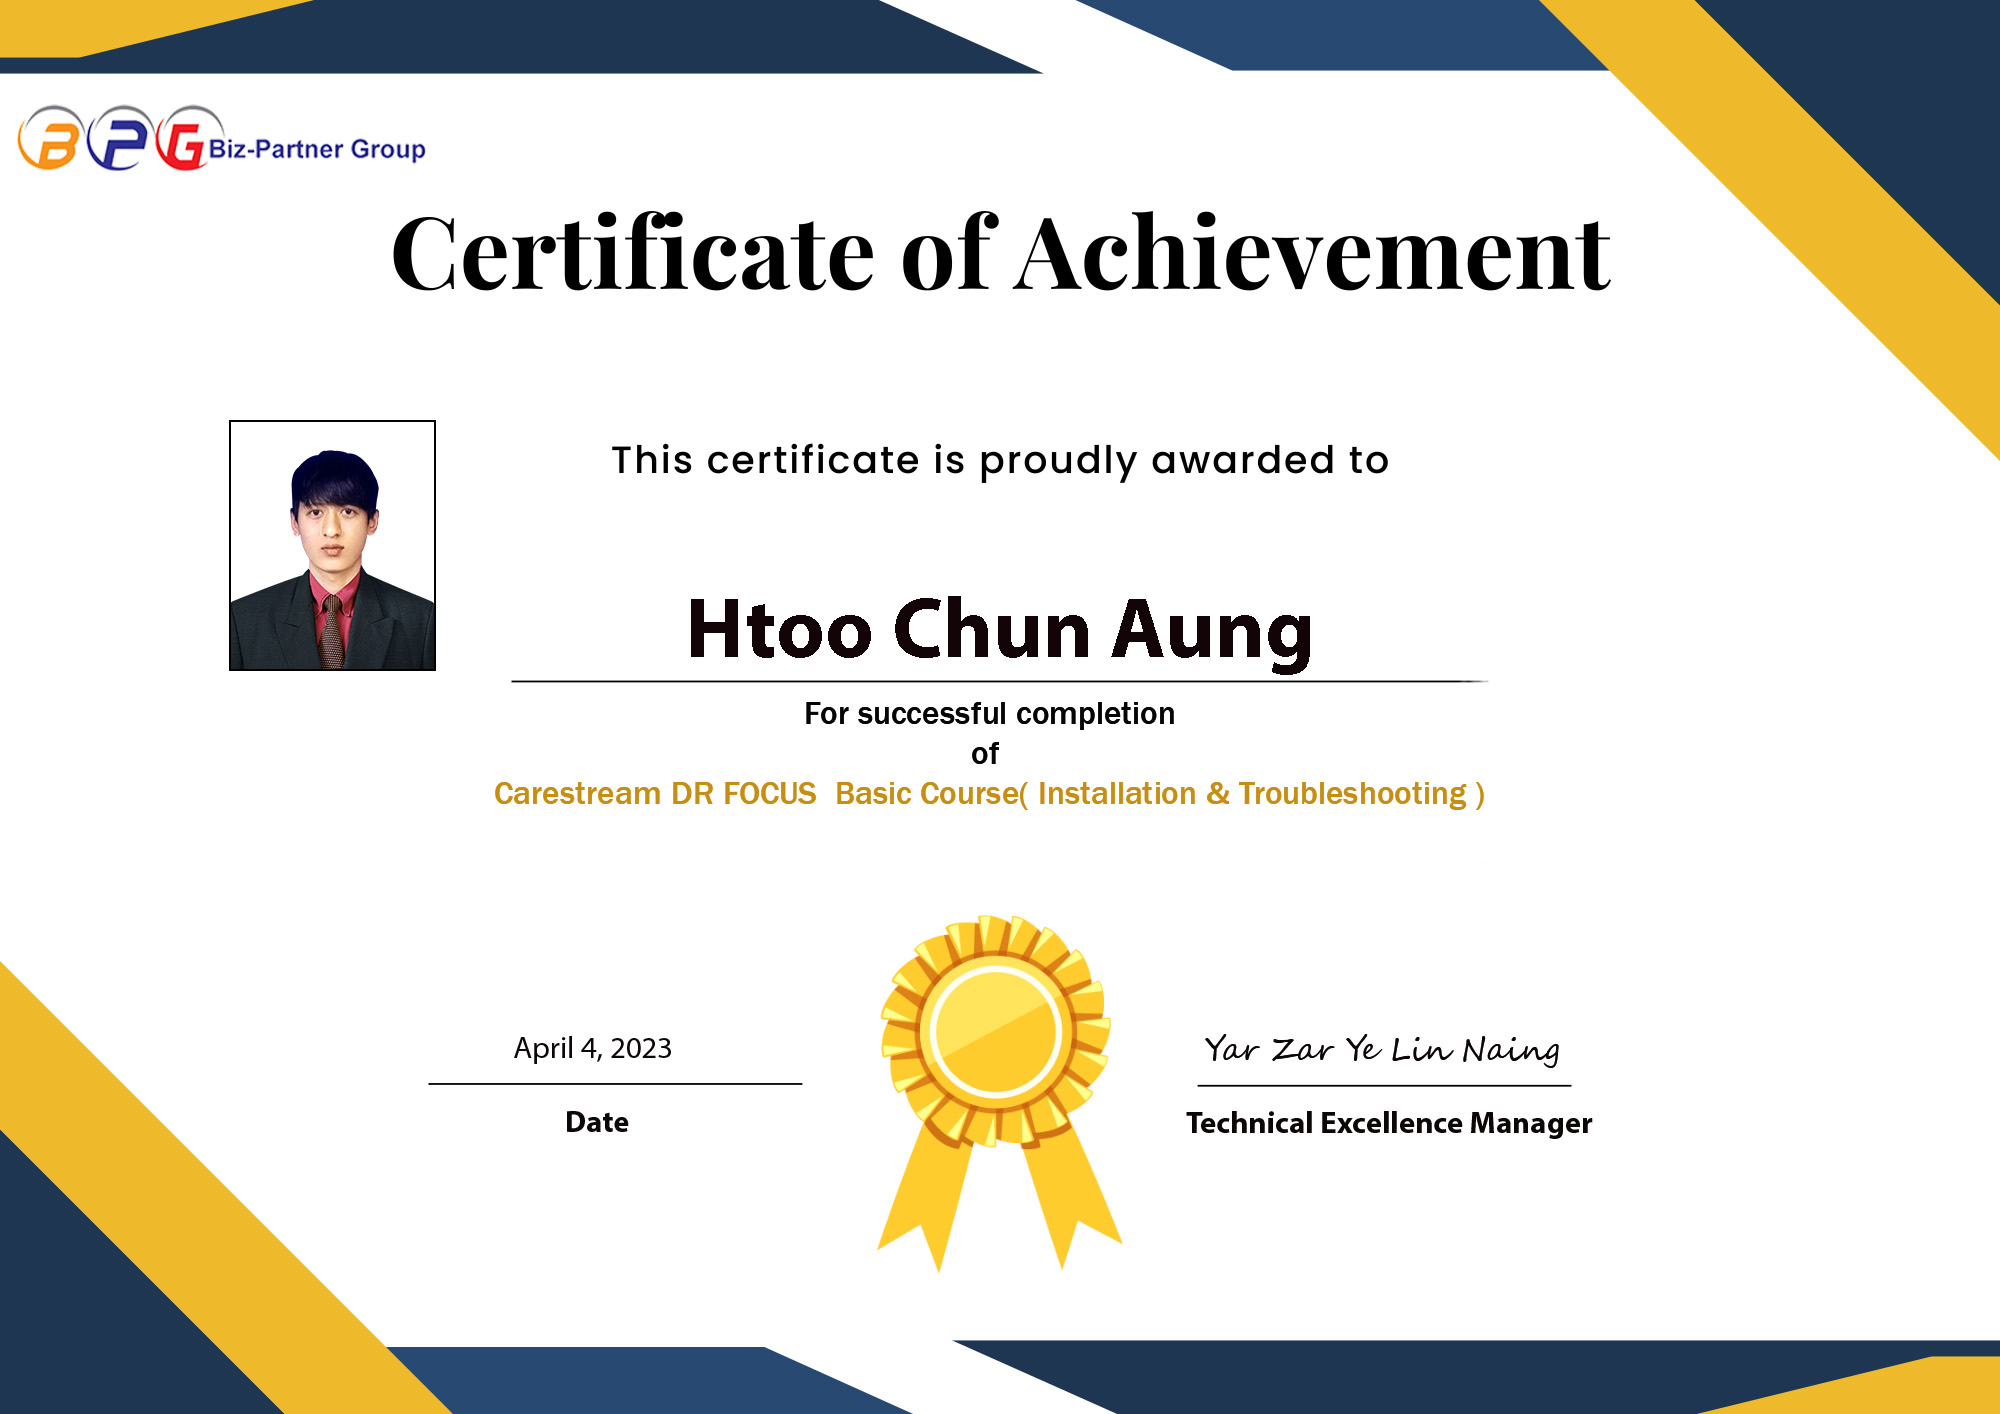 BPG Biz-Partner Group
Certificate of Achievement
This certificate is proudly awarded to
Htoo Chun Aung
For successful completion
of
Carestream DR FOCUS  Basic Course( Installation & Troubleshooting )
April 4, 2023
Date
Yar Zar Ye Lin Naing
Technical Excellence Manager